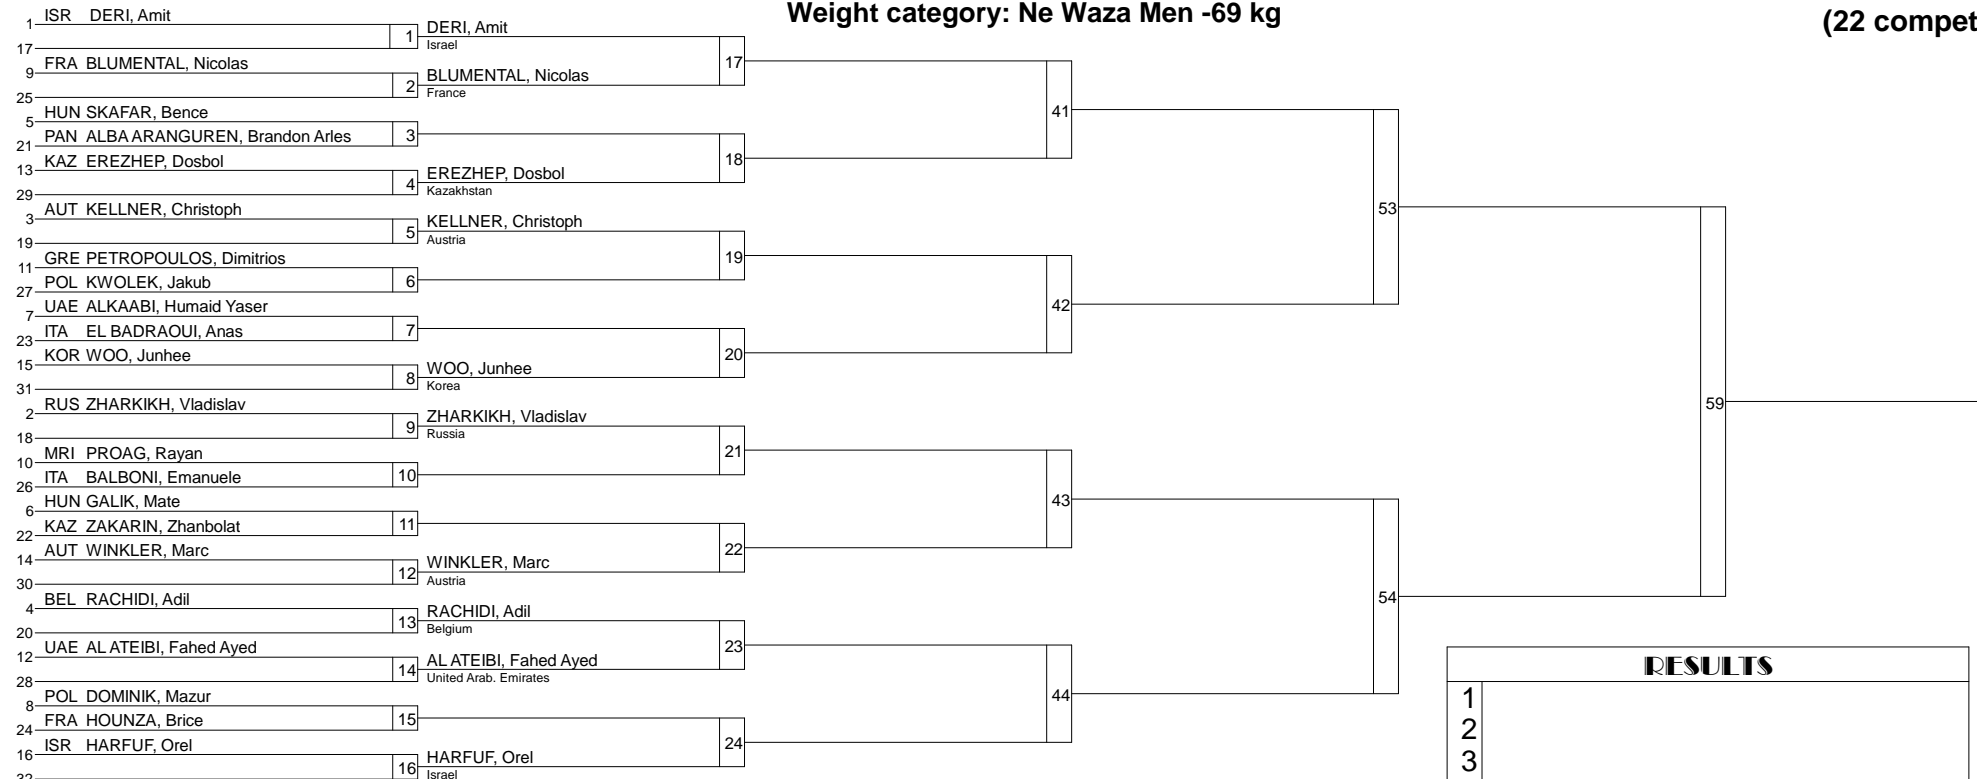 Weight category: Ne Waza Men -69 kg
(22 compet
1 ISR DERI, Amit
17
1 DERI, Amit
Israel
9 FRA BLUMENTAL, Nicolas
25
2 BLUMENTAL, Nicolas
France
17
5 HUN SKAFAR, Bence
21 PAN ALBA ARANGUREN, Brandon Arles
3
13 KAZ EREZHEP, Dosbol
29
4 EREZHEP, Dosbol
Kazakhstan
18
41
3 AUT KELLNER, Christoph
19
5 KELLNER, Christoph
Austria
11 GRE PETROPOULOS, Dimitrios
27 POL KWOLEK, Jakub
6
19
7 UAE ALKAABI, Humaid Yaser
23 ITA EL BADRAOUI, Anas
7
15 KOR WOO, Junhee
31
8 WOO, Junhee
Korea
20
42
53
2 RUS ZHARKIKH, Vladislav
18
9 ZHARKIKH, Vladislav
Russia
10 MRI PROAG, Rayan
26 ITA BALBONI, Emanuele
10
21
6 HUN GALIK, Mate
22 KAZ ZAKARIN, Zhanbolat
11
14 AUT WINKLER, Marc
30
12 WINKLER, Marc
Austria
22
43
4 BEL RACHIDI, Adil
20
13 RACHIDI, Adil
Belgium
12 UAE AL ATEIBI, Fahed Ayed
28
14 AL ATEIBI, Fahed Ayed
United Arab. Emirates
23
8 POL DOMINIK, Mazur
24 FRA HOUNZA, Brice
15
16 ISR HARFUF, Orel
32
16 HARFUF, Orel
Israel
24
44
54
59
RESULTS
1
2
3